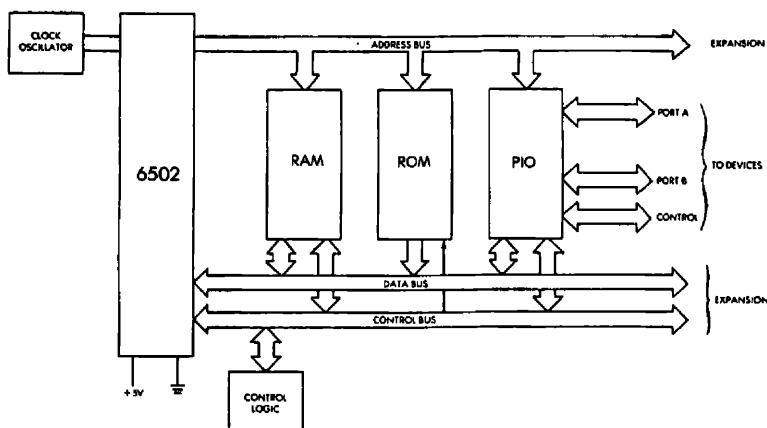 CLOCK
OSCILLATOR
ADDRESS BUS
EXPANSION
6502
RAM
ROM
PIO
PORT A
PORT B
CONTROL
TO DEVICES
DATA BUS
CONTROL BUS
EXPANSION
+5V
CONTROL
LOGIC